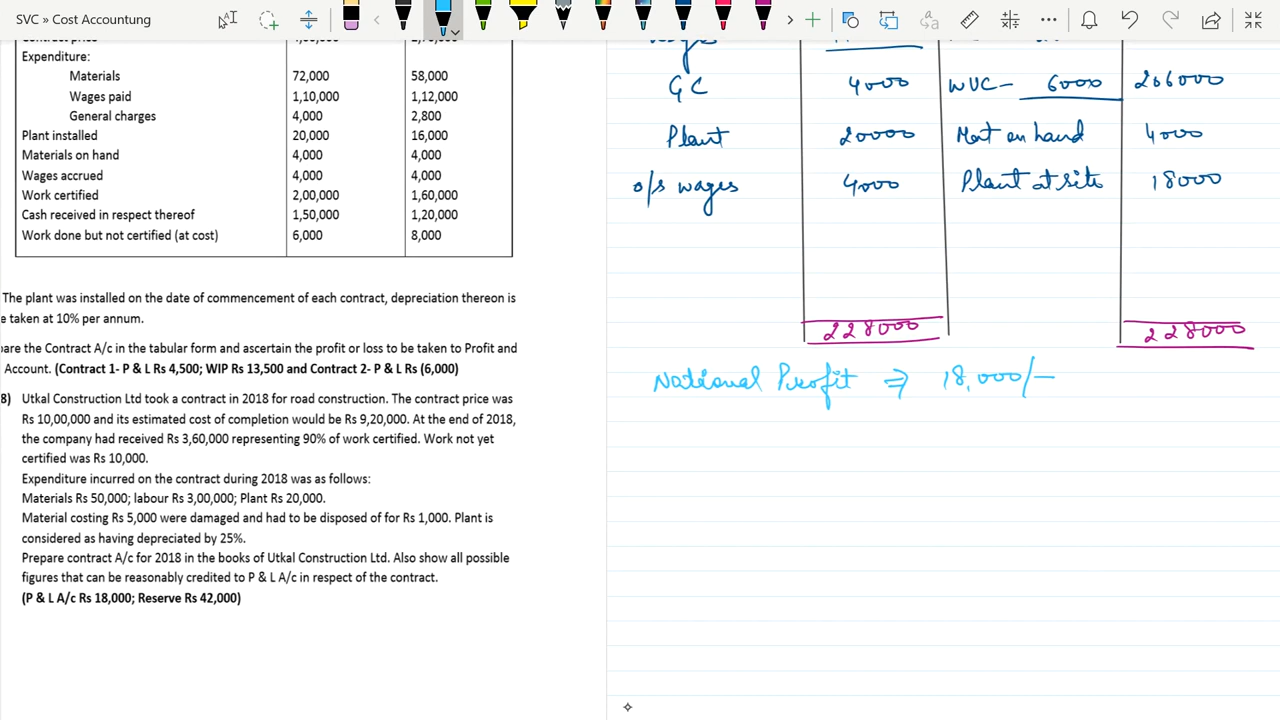 SVC » Cost Accountung
Expenditure:
Materials 72,000 58,000
Wages paid 1,10,000 1,12,000
General charges 4,000 2,800
Plant installed 20,000 16,000
Materials on hand 4,000 4,000
Wages accrued 4,000 4,000
Work certified 2,00,000 1,60,000
Cash received in respect thereof 1,50,000 1,20,000
Work done but not certified (at cost) 6,000 8,000
The plant was installed on the date of commencement of each contract, depreciation thereon is
e taken at 10% per annum.
are the Contract A/c in the tabular form and ascertain the profit or loss to be taken to Profit and
Account. (Contract 1- P & L Rs 4,500; WIP Rs 13,500 and Contract 2- P & L Rs (6,000)
8) Utkal Construction Ltd took a contract in 2018 for road construction. The contract price was
Rs 10,00,000 and its estimated cost of completion would be Rs 9,20,000. At the end of 2018,
the company had received Rs 3,60,000 representing 90% of work certified. Work not yet
certified was Rs 10,000.
Expenditure incurred on the contract during 2018 was as follows:
Materials Rs 50,000; labour Rs 3,00,000; Plant Rs 20,000.
Material costing Rs 5,000 were damaged and had to be disposed of for Rs 1,000. Plant is
considered as having depreciated by 25%.
Prepare contract A/c for 2018 in the books of Utkal Construction Ltd. Also show all possible
figures that can be reasonably credited to P & L A/c in respect of the contract.
(P & L A/c Rs 18,000; Reserve Rs 42,000)
GC 4000 WUC- 6000 206000
Plant 20000 Mat on hand 4000
o/s wages 4000 Plant at site 18000
228000 228000
National Profit ⇒ 18,000/-